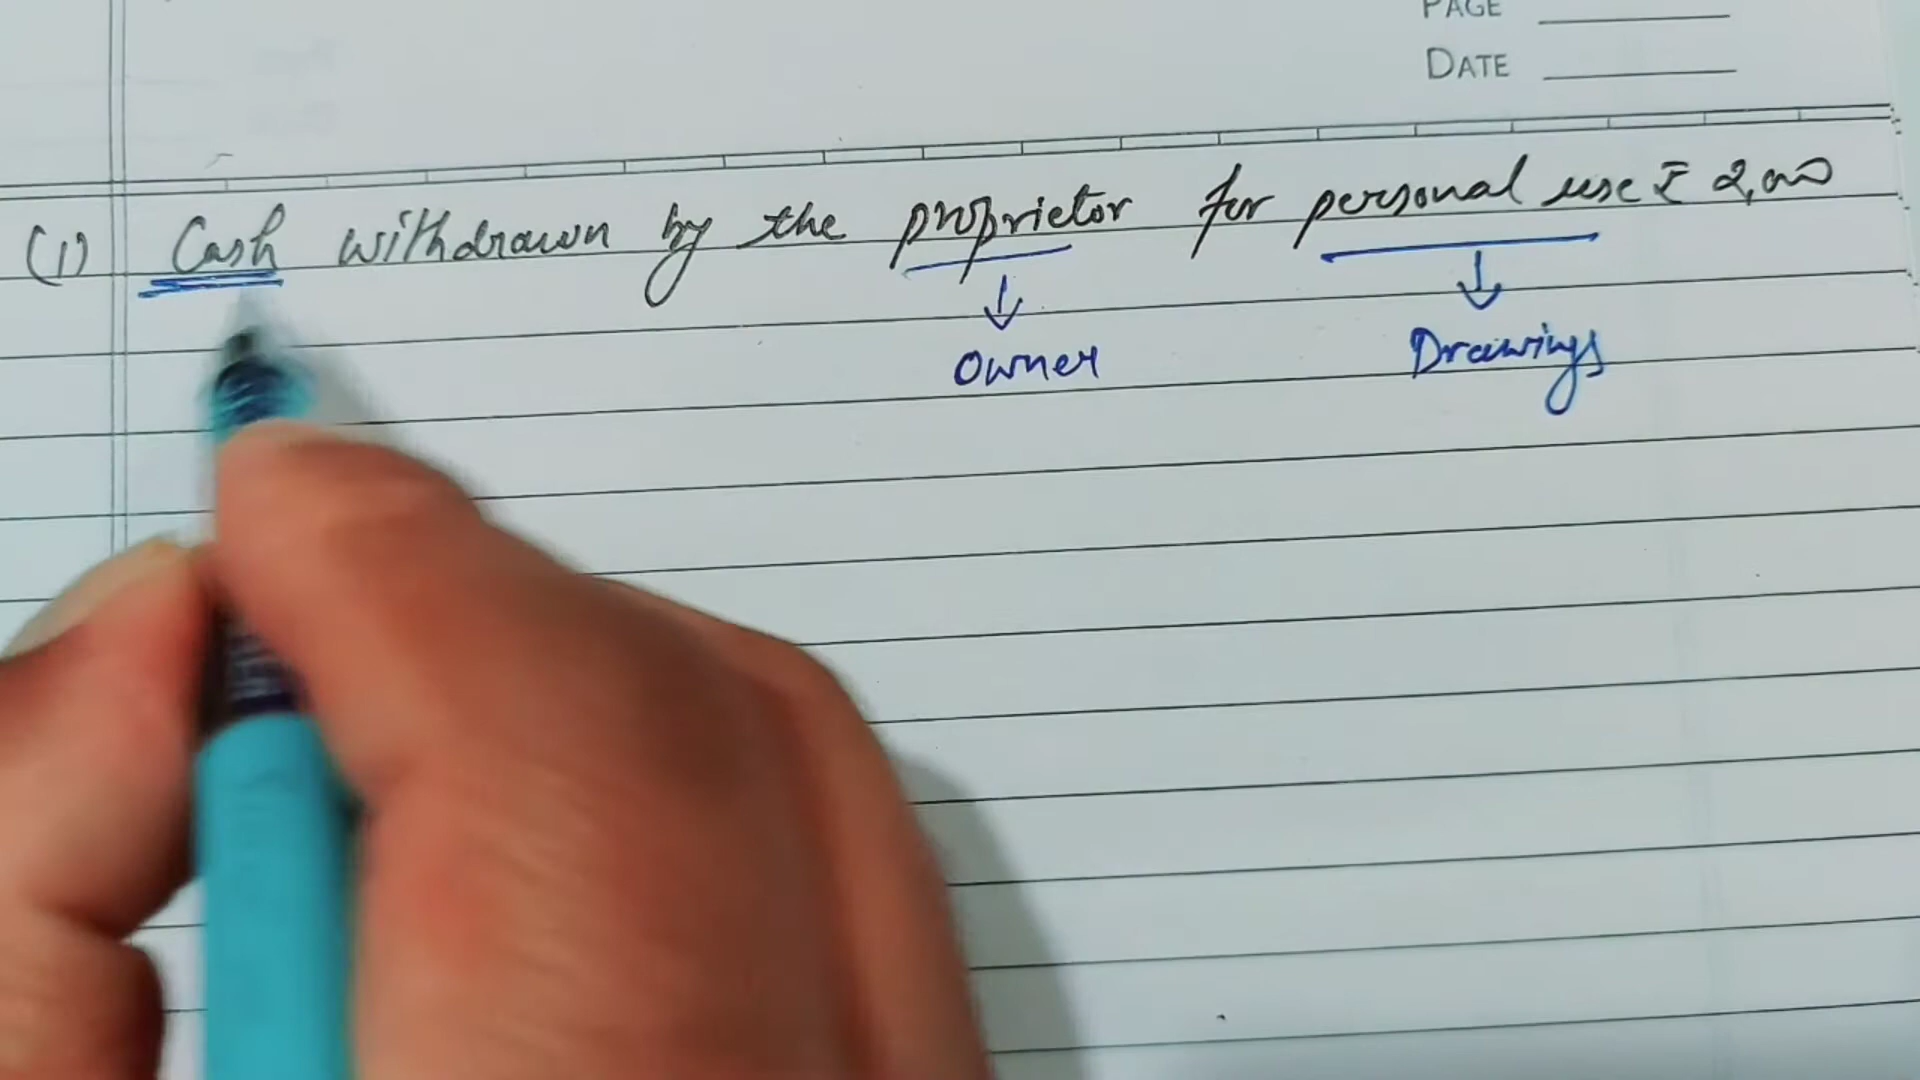 PAGE
DATE
(1) Cash withdrawn by the proprietor for personal use ₹ 2,000
Owner
Drawings